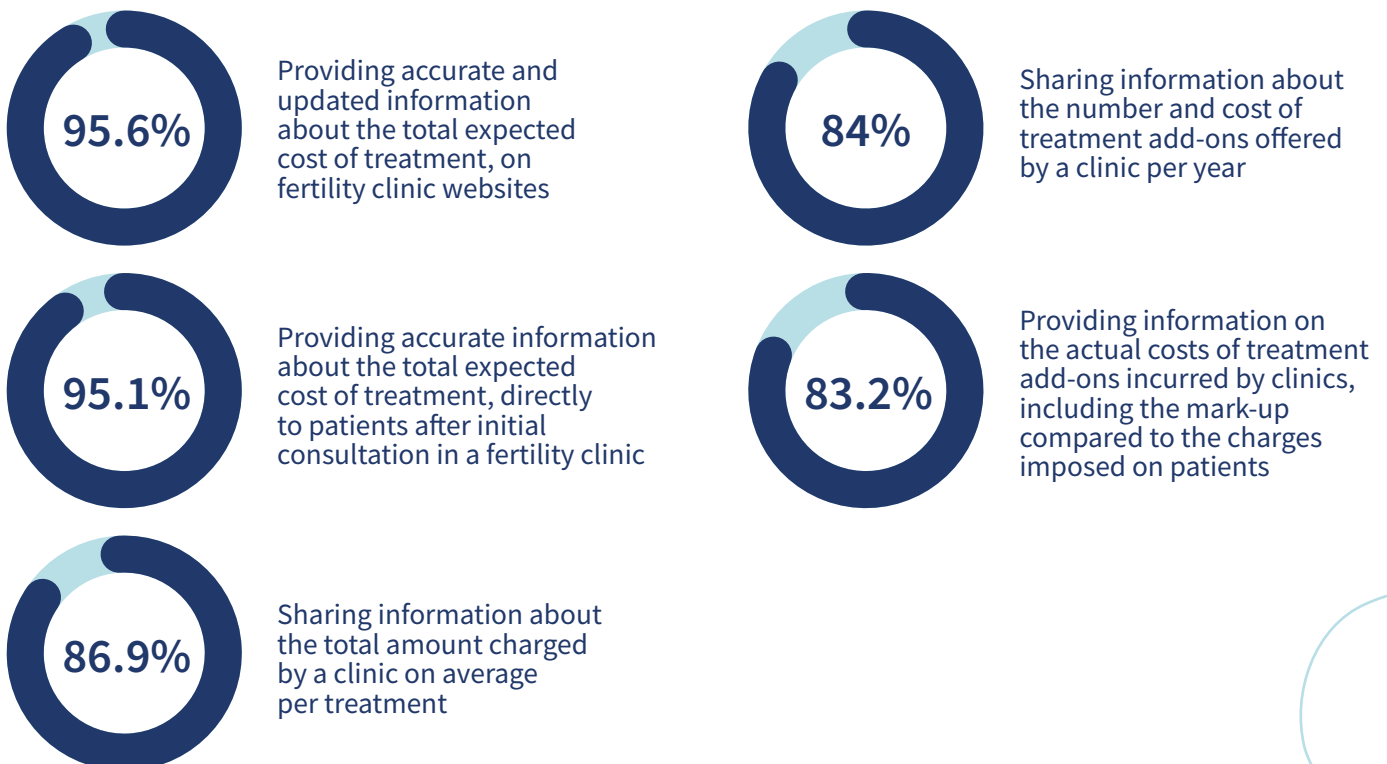 95.6%
Providing accurate and
updated information
about the total expected
cost of treatment, on
fertility clinic websites
95.1%
Providing accurate information
about the total expected
cost of treatment, directly
to patients after initial
consultation in a fertility clinic
86.9%
Sharing information about
the total amount charged
by a clinic on average
per treatment
84%
Sharing information about
the number and cost of
treatment add-ons offered
by a clinic per year
83.2%
Providing information on
the actual costs of treatment
add-ons incurred by clinics,
including the mark-up
compared to the charges
imposed on patients